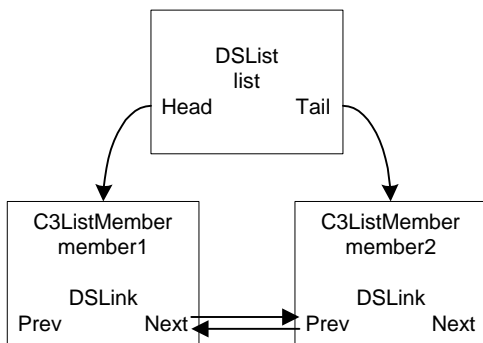 DSList
list
Head Tail
C3ListMember
member1
DSLink
Prev Next
C3ListMember
member2
DSLink
Prev Next